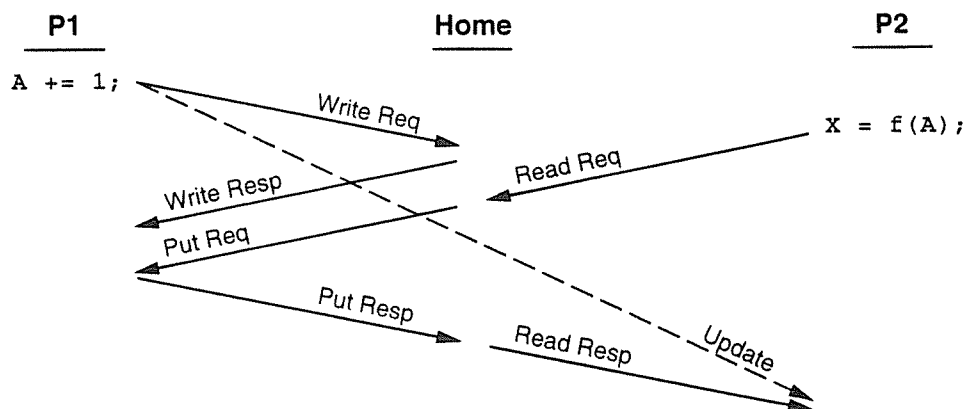 P1 Home P2
A += 1;
Write Req
X = f(A);
Read Req
Write Resp
Put Req
Put Resp
Read Resp
Update